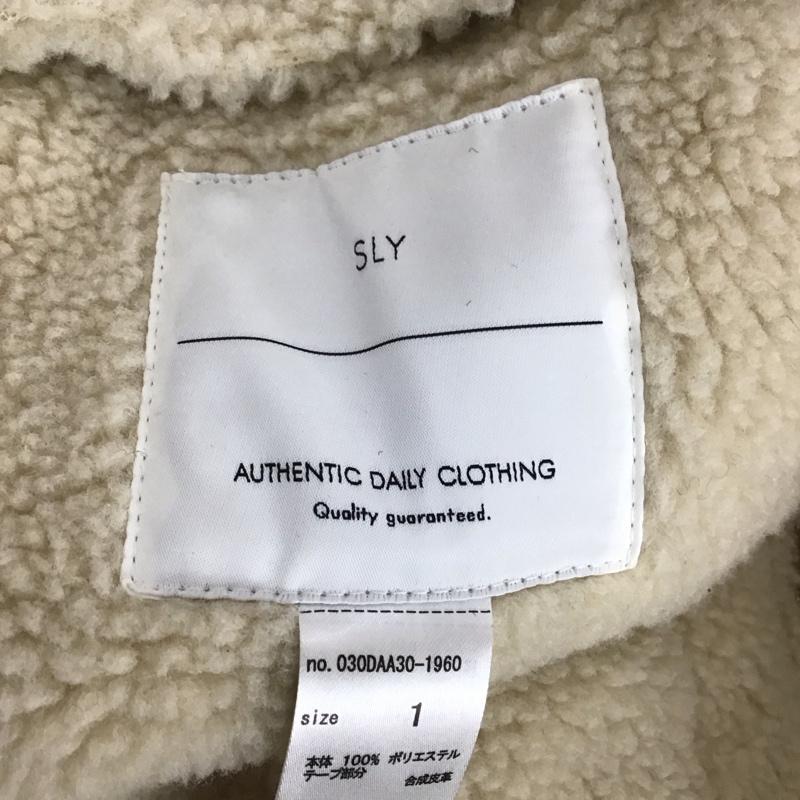 SLY
AUTHENTIC DAILY CLOTHING
Quality guaranteed.
no. 030DAA30-1960
size 1
本体 100% ポリエステル
テープ部分 合成皮革